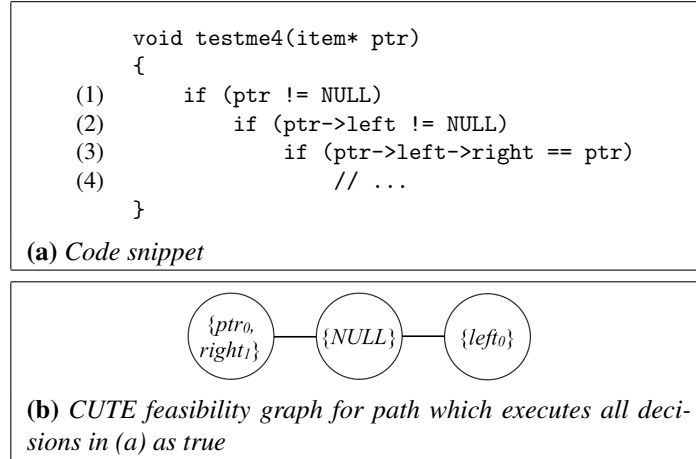 void testme4(item* ptr)
{
(1) if (ptr != NULL)
(2) if (ptr->left != NULL)
(3) if (ptr->left->right == ptr)
(4) // ...
}
(a) Code snippet
{ptr0,
right1}
{NULL}
{left0}
(b) CUTE feasibility graph for path which executes all deci-
sions in (a) as true